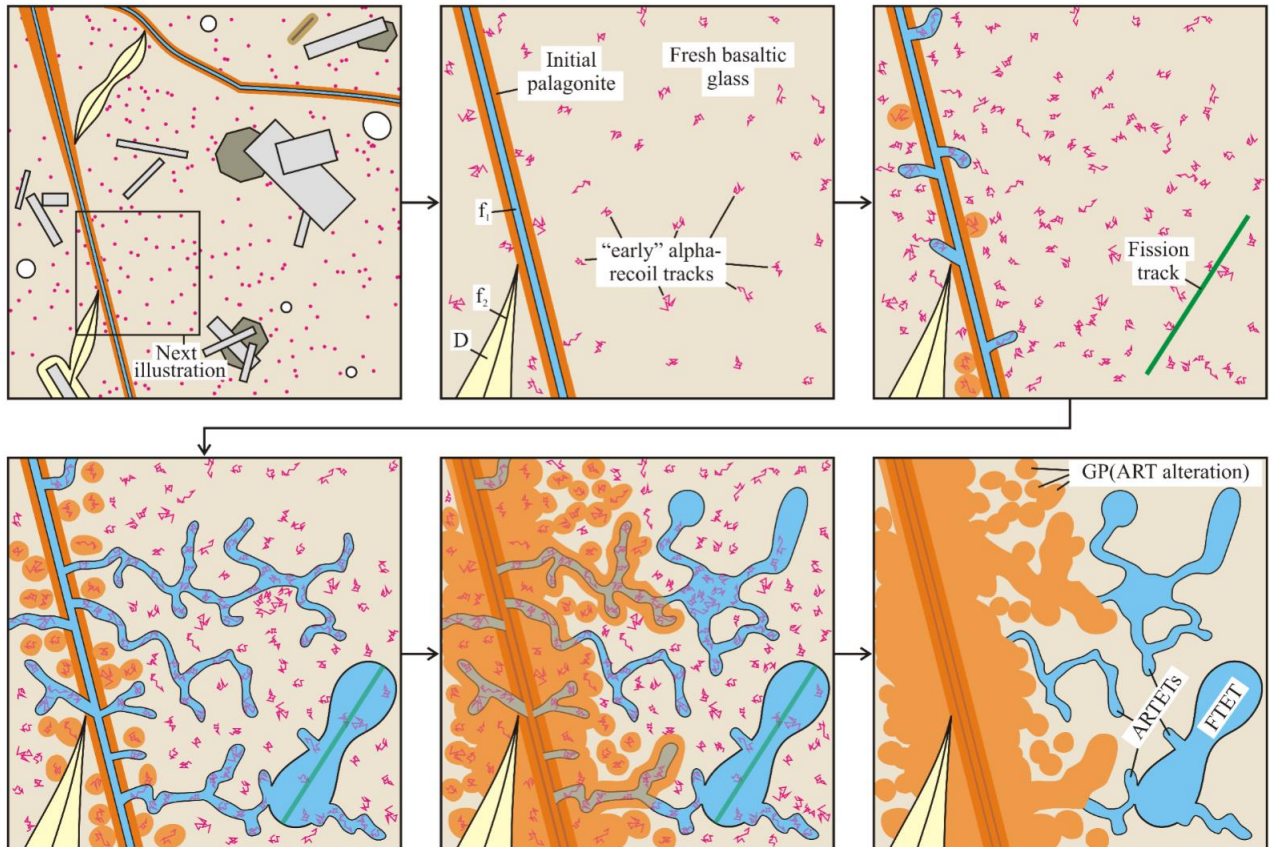 Next
illustration
Initial
palagonite
Fresh basaltic
glass
f₁
"early" alpha-
recoil tracks
f₂
D
Fission
track
GP(ART alteration)
ARTETs
FTET